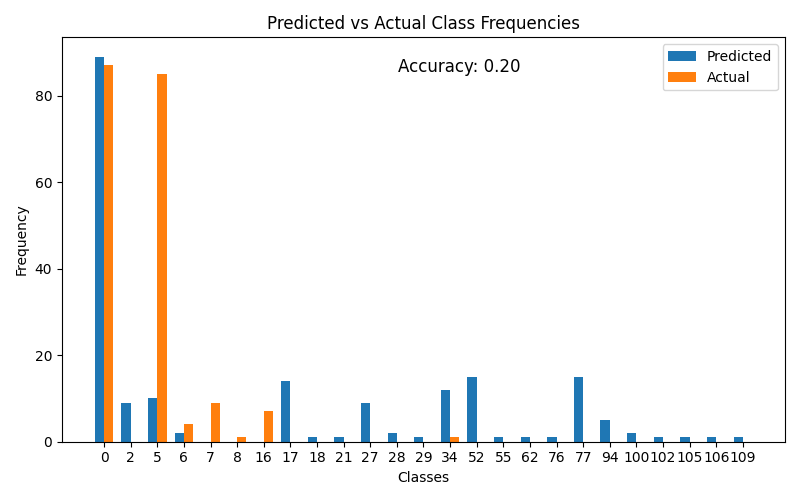 Predicted vs Actual Class Frequencies
Accuracy: 0.20
Predicted
Actual
Frequency
80
60
40
20
0
0 2 5 6 7 8 16 17 18 21 27 28 29 34 52 55 62 76 77 94 100 102 105 106 109
Classes